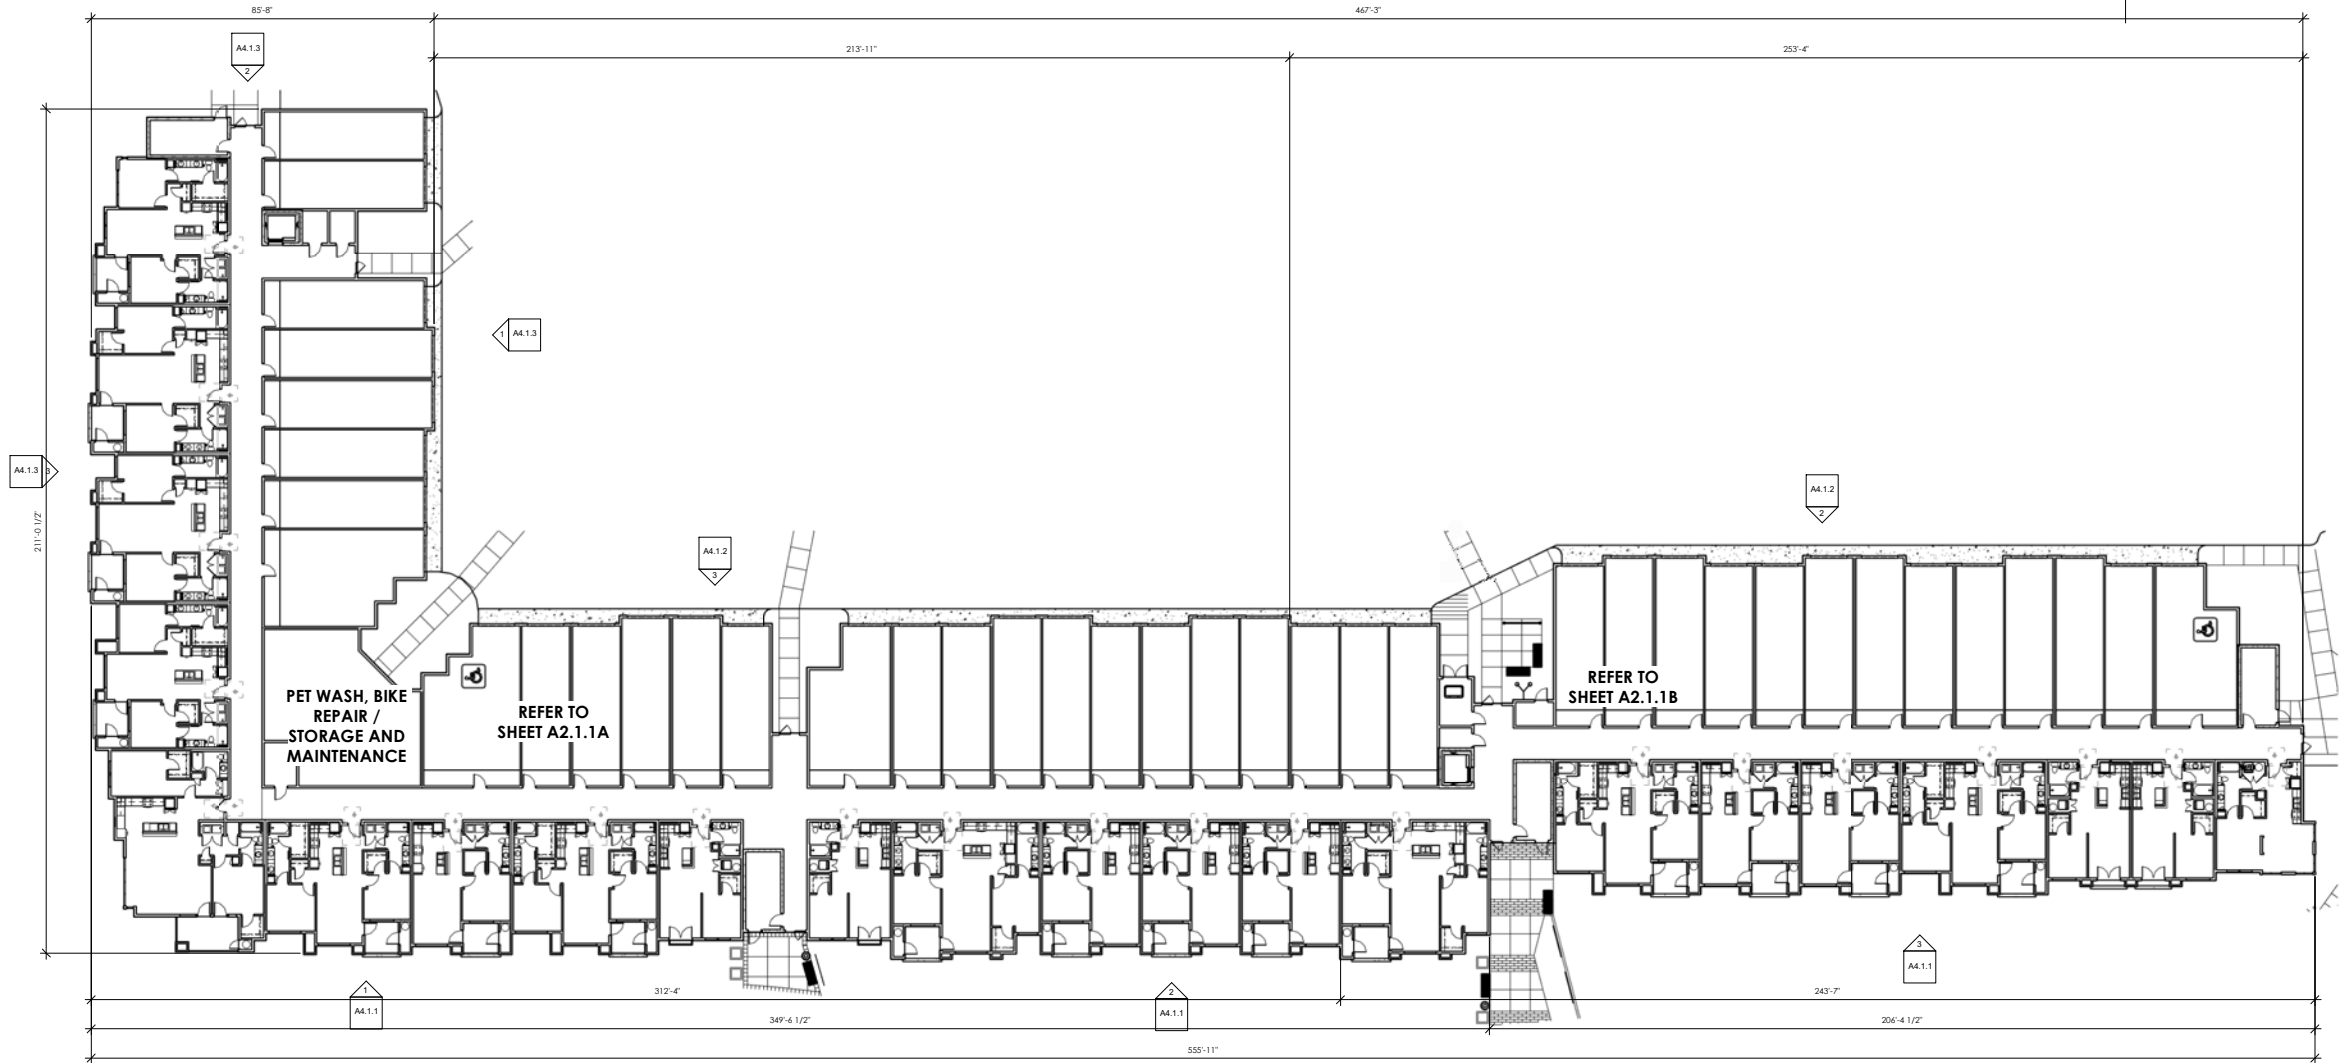 85'-8"
467'-3"
213'-11"
253'-4"
A4.1.3
2
1
A4.1.3
A4.1.3
3
211'-0 1/2"
A4.1.2
2
A4.1.2
3
PET WASH, BIKE
REPAIR /
STORAGE AND
MAINTENANCE
REFER TO
SHEET A2.1.1A
REFER TO
SHEET A2.1.1B
3
A4.1.1
1
A4.1.1
2
A4.1.1
312'-4"
243'-7"
349'-6 1/2"
206'-4 1/2"
555'-11"